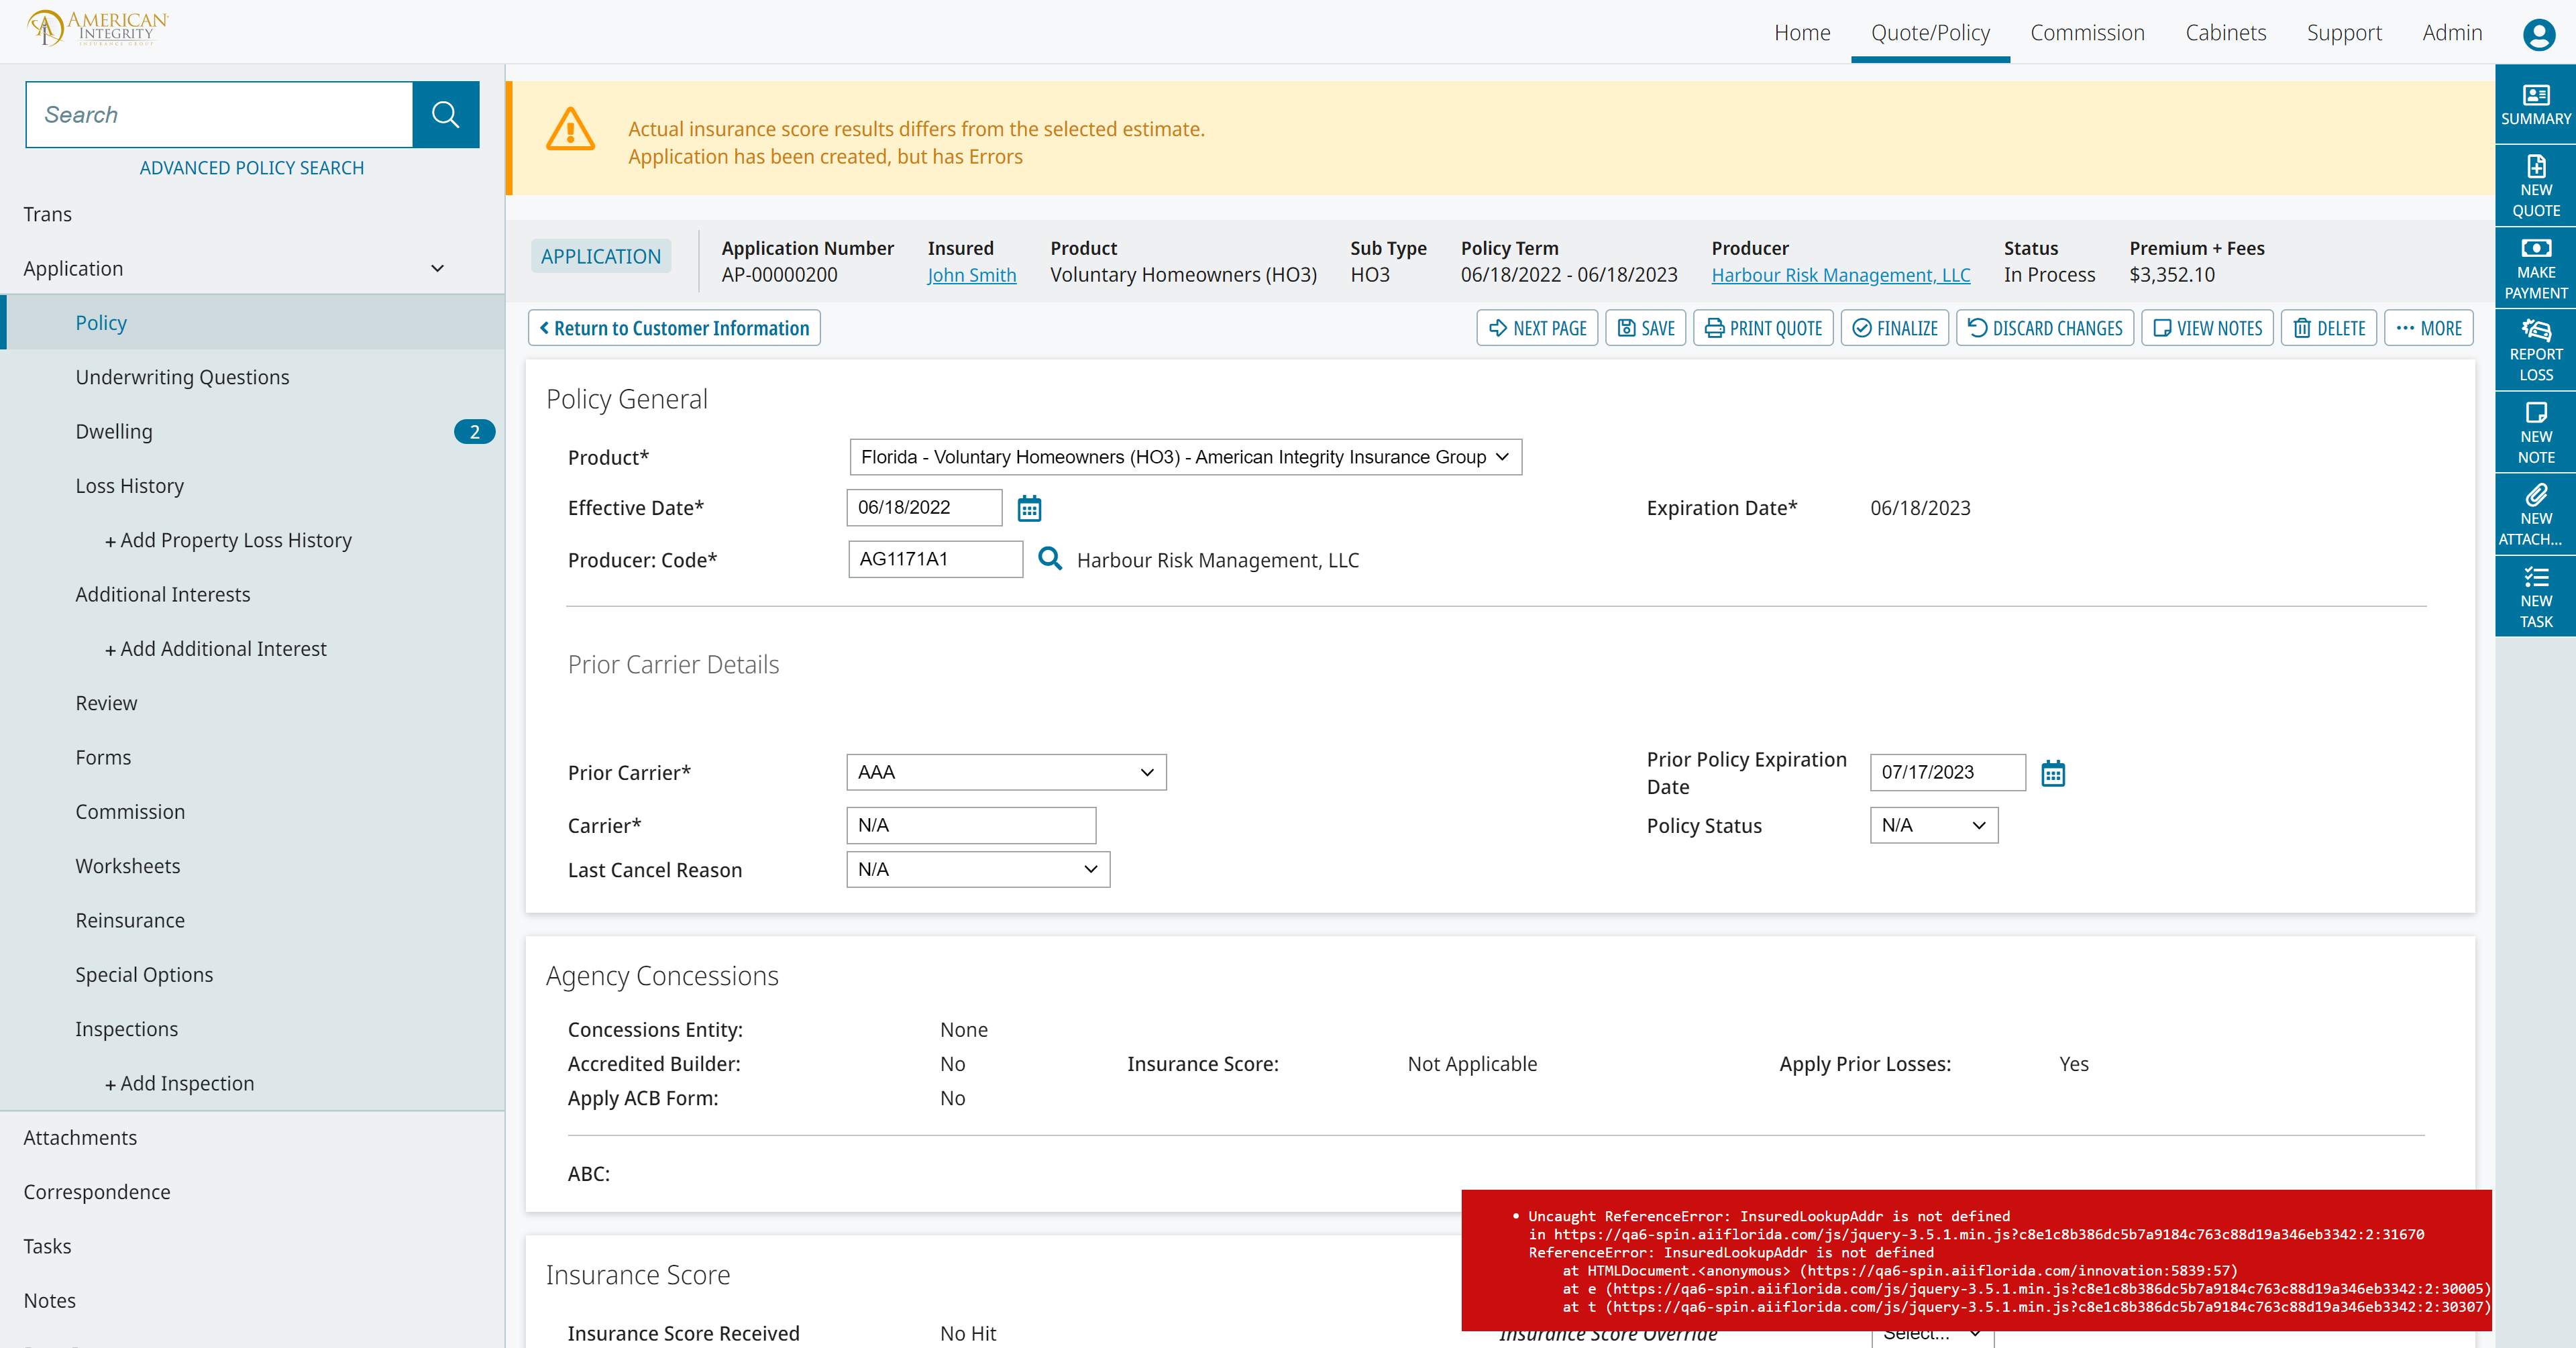 AMERICAN
INTEGRITY
INSURANCE GROUP
Home
Quote/Policy
Commission
Cabinets
Support
Admin
Search
ADVANCED POLICY SEARCH
Trans
Application
Policy
Underwriting Questions
Dwelling
2
Loss History
+ Add Property Loss History
Additional Interests
+ Add Additional Interest
Review
Forms
Commission
Worksheets
Reinsurance
Special Options
Inspections
+ Add Inspection
Attachments
Correspondence
Tasks
Notes
Actual insurance score results differs from the selected estimate.
Application has been created, but has Errors
APPLICATION
Application Number
AP-00000200
Insured
John Smith
Product
Voluntary Homeowners (HO3)
Sub Type
HO3
Policy Term
06/18/2022 - 06/18/2023
Producer
Harbour Risk Management, LLC
Status
In Process
Premium + Fees
$3,352.10
Return to Customer Information
NEXT PAGE
SAVE
PRINT QUOTE
FINALIZE
DISCARD CHANGES
VIEW NOTES
DELETE
MORE
Policy General
Product*
Florida - Voluntary Homeowners (HO3) - American Integrity Insurance Group
Effective Date*
06/18/2022
Expiration Date*
06/18/2023
Producer: Code*
AG1171A1
Harbour Risk Management, LLC
Prior Carrier Details
Prior Carrier*
AAA
Prior Policy Expiration
Date
07/17/2023
Carrier*
N/A
Policy Status
N/A
Last Cancel Reason
N/A
Agency Concessions
Concessions Entity:
None
Accredited Builder:
No
Insurance Score:
Not Applicable
Apply Prior Losses:
Yes
Apply ACB Form:
No
ABC:
Insurance Score
Insurance Score Received
No Hit
Insurance Score Override
Select...
• Uncaught ReferenceError: InsuredLookupAddr is not defined
in https://qa6-spin.aiiflorida.com/js/jquery-3.5.1.min.js?c8e1c8b386dc5b7a9184c763c88d19a346eb3342:2:31670
ReferenceError: InsuredLookupAddr is not defined
at HTMLDocument.<anonymous> (https://qa6-spin.aiiflorida.com/innovation:5839:57)
at e (https://qa6-spin.aiiflorida.com/js/jquery-3.5.1.min.js?c8e1c8b386dc5b7a9184c763c88d19a346eb3342:2:30005)
at t (https://qa6-spin.aiiflorida.com/js/jquery-3.5.1.min.js?c8e1c8b386dc5b7a9184c763c88d19a346eb3342:2:30307)
SUMMARY
NEW
QUOTE
MAKE
PAYMENT
REPORT
LOSS
NEW
NOTE
NEW
ATTACH...
NEW
TASK